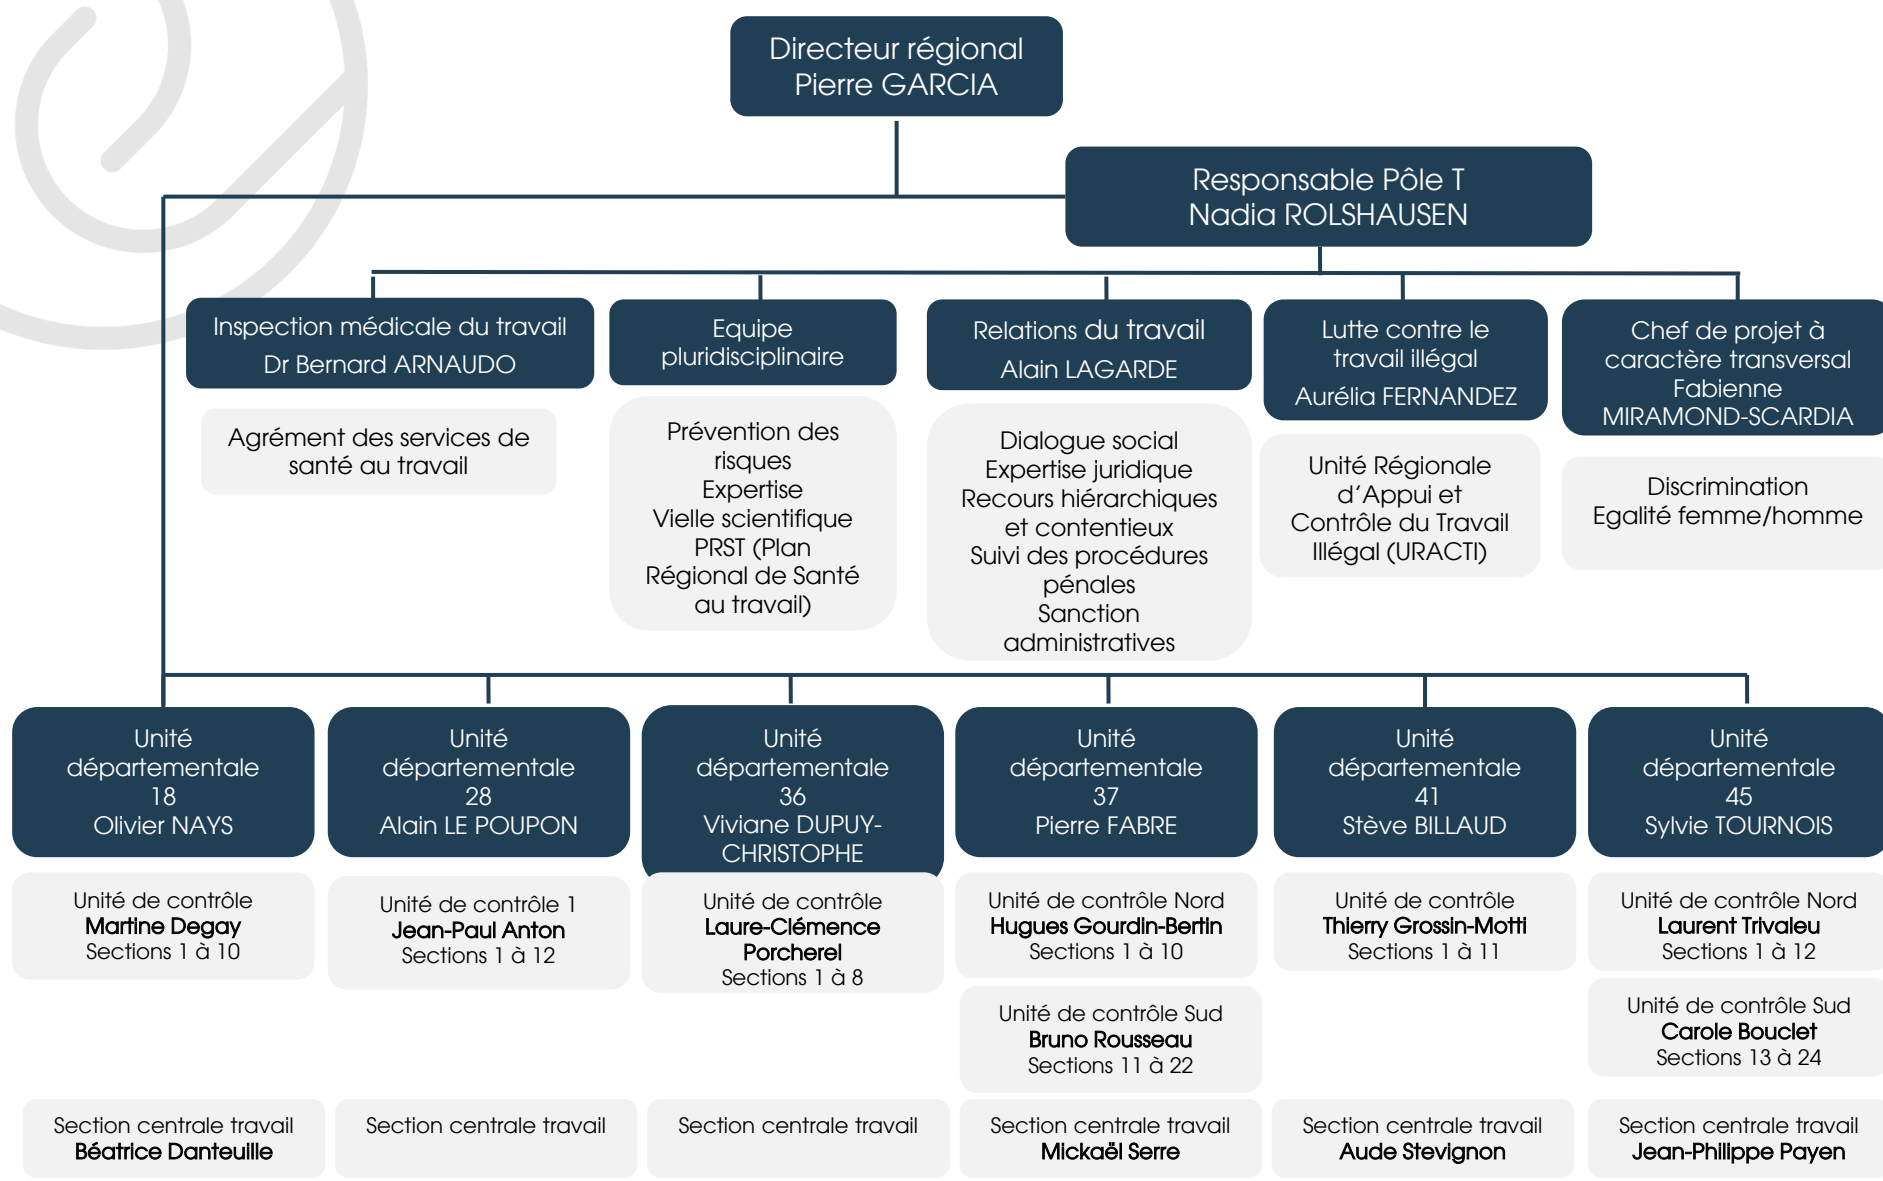 Directeur régional
Pierre GARCIA
Responsable Pôle T
Nadia ROLSHAUSEN
Inspection médicale du travail
Dr Bernard ARNAUDO
Equipe
pluridisciplinaire
Relations du travail
Alain LAGARDE
Lutte contre le
travail illégal
Aurélia FERNANDEZ
Chef de projet à
caractère transversal
Fabienne
MIRAMOND-SCARDIA
Agrément des services de
santé au travail
Prévention des
risques
Expertise
Vielle scientifique
PRST (Plan
Régional de Santé
au travail)
Dialogue social
Expertise juridique
Recours hiérarchiques
et contentieux
Suivi des procédures
pénales
Sanction
administratives
Unité Régionale
d’Appui et
Contrôle du Travail
Illégal (URACTI)
Discrimination
Egalité femme/homme
Unité
départementale
18
Olivier NAYS
Unité
départementale
28
Alain LE POUPON
Unité
départementale
36
Viviane DUPUY-
CHRISTOPHE
Unité
départementale
37
Pierre FABRE
Unité
départementale
41
Stève BILLAUD
Unité
départementale
45
Sylvie TOURNOIS
Unité de contrôle
Martine Degay
Sections 1 à 10
Unité de contrôle 1
Jean-Paul Anton
Sections 1 à 12
Unité de contrôle
Laure-Clémence
Porcherel
Sections 1 à 8
Unité de contrôle Nord
Hugues Gourdin-Bertin
Sections 1 à 10
Unité de contrôle
Thierry Grossin-Motti
Sections 1 à 11
Unité de contrôle Nord
Laurent Trivaleu
Sections 1 à 12
Unité de contrôle Sud
Bruno Rousseau
Sections 11 à 22
Unité de contrôle Sud
Carole Bouclet
Sections 13 à 24
Section centrale travail
Béatrice Danteuille
Section centrale travail
Section centrale travail
Section centrale travail
Mickaël Serre
Section centrale travail
Aude Stevignon
Section centrale travail
Jean-Philippe Payen